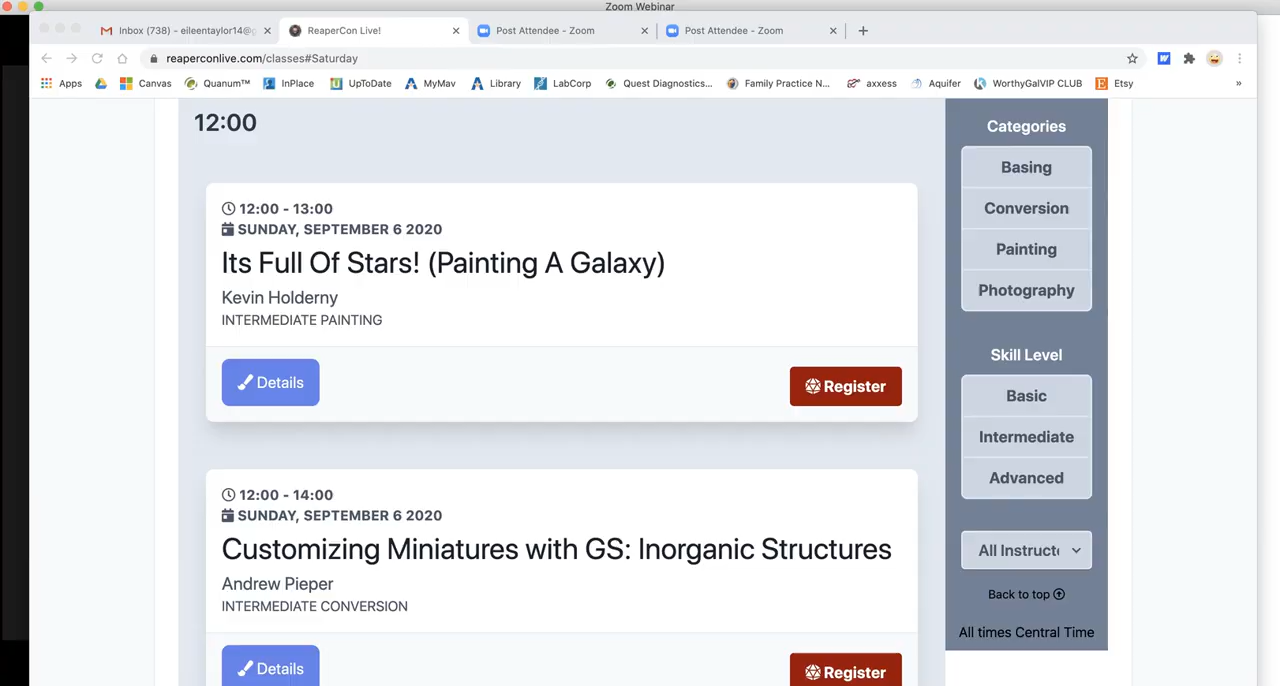 Zoom Webinar
Inbox (738) - eileentaylor14@g
ReaperCon Live!
Post Attendee - Zoom
Post Attendee - Zoom
reaperconlive.com/classes#Saturday
Apps
Canvas
Quanum™
InPlace
UpToDate
MyMav
Library
LabCorp
Quest Diagnostics...
Family Practice N...
axxess
Aquifer
WorthyGalVIP CLUB
Etsy
»
12:00
12:00 - 13:00
SUNDAY, SEPTEMBER 6 2020
Its Full Of Stars! (Painting A Galaxy)
Kevin Holderny
INTERMEDIATE PAINTING
Details
Register
12:00 - 14:00
SUNDAY, SEPTEMBER 6 2020
Customizing Miniatures with GS: Inorganic Structures
Andrew Pieper
INTERMEDIATE CONVERSION
Details
Register
Categories
Basing
Conversion
Painting
Photography
Skill Level
Basic
Intermediate
Advanced
All Instruct
Back to top
All times Central Time